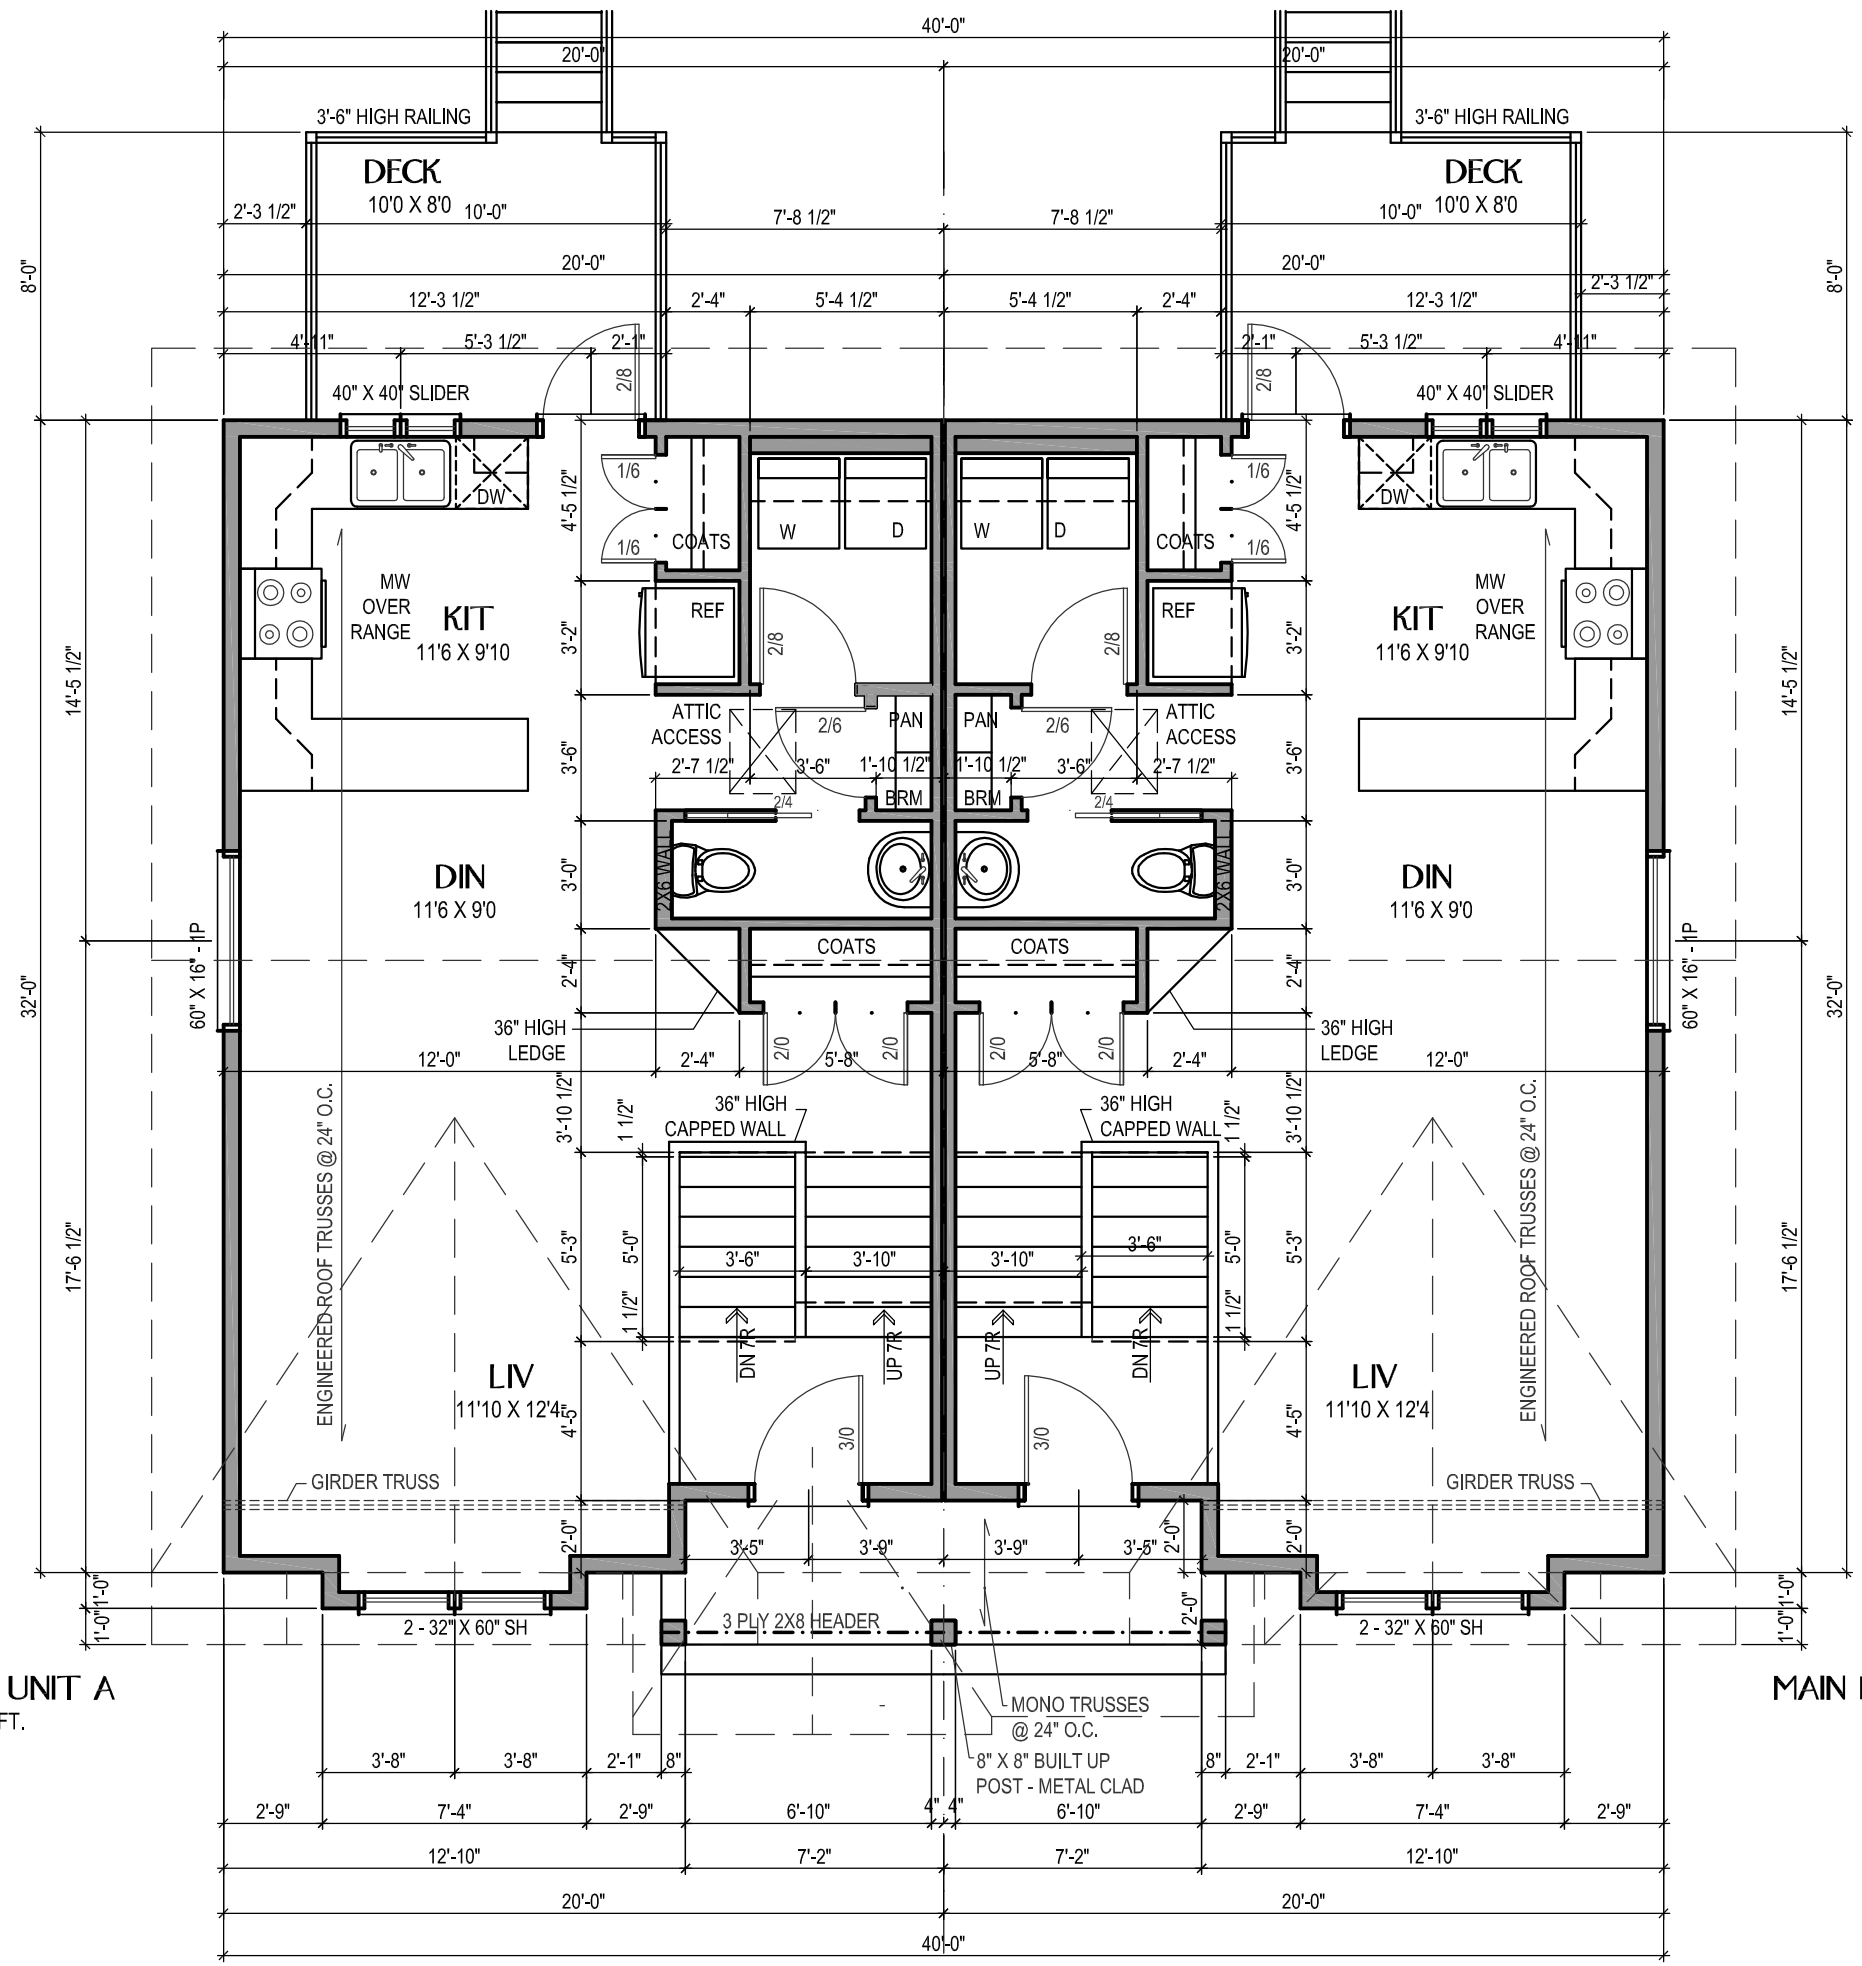 40'-0"
20'-0" 20'-0"
3'-6" HIGH RAILING 3'-6" HIGH RAILING
DECK DECK
10'0 X 8'0 10'0 X 8'0
2'-3 1/2" 10'-0" 7'-8 1/2" 7'-8 1/2" 10'-0"
8'-0" 20'-0" 20'-0" 2'-3 1/2" 8'-0"
12'-3 1/2" 2'-4" 5'-4 1/2" 5'-4 1/2" 2'-4" 12'-3 1/2"
4'-11" 5'-3 1/2" 2'-1" 2'-1" 5'-3 1/2" 4'-11"
2/8 2/8
40" X 40" SLIDER 40" X 40" SLIDER
1/6 1/6
DW DW
4'-5 1/2" W D W D 4'-5 1/2"
COATS COATS
1/6 1/6
MW MW
OVER OVER
RANGE RANGE
KIT KIT
11'6 X 9'10 11'6 X 9'10
REF REF
3'-2" 2/8 2/8 3'-2"
14'-5 1/2" 14'-5 1/2"
ATTIC ATTIC
ACCESS ACCESS
2/6 PAN PAN 2/6
3'-6" 3'-6"
2'-7 1/2" 3'-6" 1'-10 1/2" 1'-10 1/2" 3'-6" 2'-7 1/2"
2/4 BRM BRM 2/4
DIN DIN
11'6 X 9'0 11'6 X 9'0
3'-0" 2X6 WALL 2X6 WALL 3'-0"
60" X 16" - 1P 60" X 16" - 1P
COATS COATS
2'-4" 2'-4"
32'-0" 32'-0"
36" HIGH 36" HIGH
LEDGE LEDGE
2/0 2/0 2/0 2/0
12'-0" 2'-4" 5'-8" 5'-8" 2'-4" 12'-0"
3'-10 1/2" 3'-10 1/2"
36" HIGH 36" HIGH
CAPPED WALL CAPPED WALL
1 1/2" 1 1/2"
ENGINEERED ROOF TRUSSES @ 24" O.C. ENGINEERED ROOF TRUSSES @ 24" O.C.
17'-6 1/2" 5'-3" 5'-0" 5'-0" 5'-3" 17'-6 1/2"
3'-6" 3'-10" 3'-10" 3'-6"
1 1/2" 1 1/2"
DN 7R UP 7R UP 7R DN 7R
LIV LIV
11'10 X 12'4 11'10 X 12'4
4'-5" 3/0 3/0 4'-5"
GIRDER TRUSS GIRDER TRUSS
2'-0" 3'-5" 3'-9" 3'-9" 3'-5" 2'-0" 2'-0"
1'-0" 1'-0" 1'-0" 1'-0"
2 - 32" X 60" SH 3 PLY 2X8 HEADER 2'-0" 2 - 32" X 60" SH
UNIT A MAIN
FT.
MONO TRUSSES
@ 24" O.C.
8" X 8" BUILT UP
POST - METAL CLAD
3'-8" 3'-8" 2'-1" 8" 8" 2'-1" 3'-8" 3'-8"
2'-9" 7'-4" 2'-9" 6'-10" 4" 4" 6'-10" 2'-9" 7'-4" 2'-9"
12'-10" 7'-2" 7'-2" 12'-10"
20'-0" 20'-0"
40'-0"